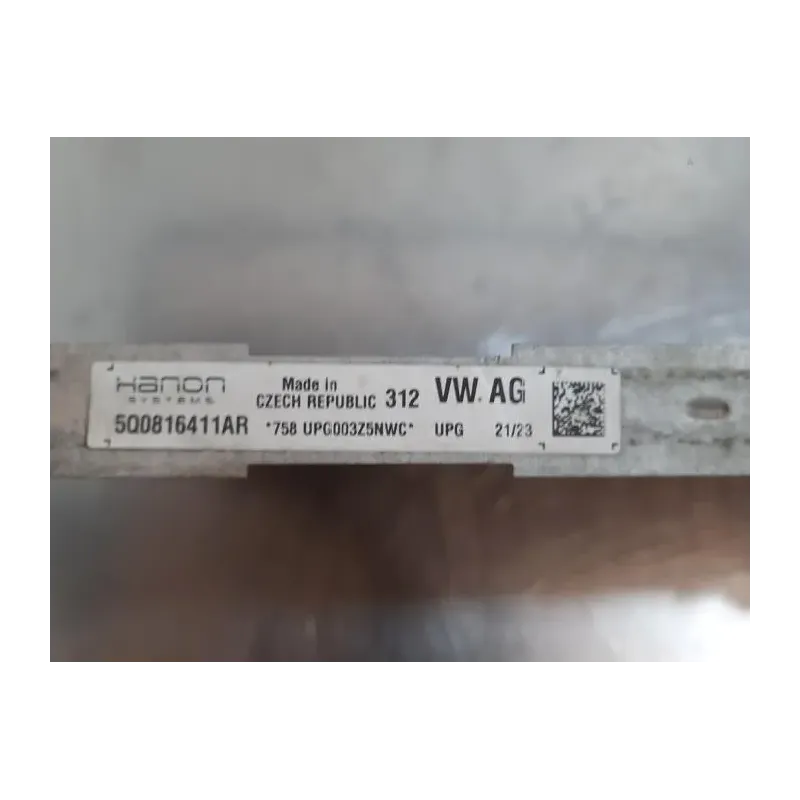 Hanon Made in 312 VW. AG
SYSTEMS CZECH REPUBLIC
5Q0816411AR *758 UPG003Z5NWC* UPG 21/23